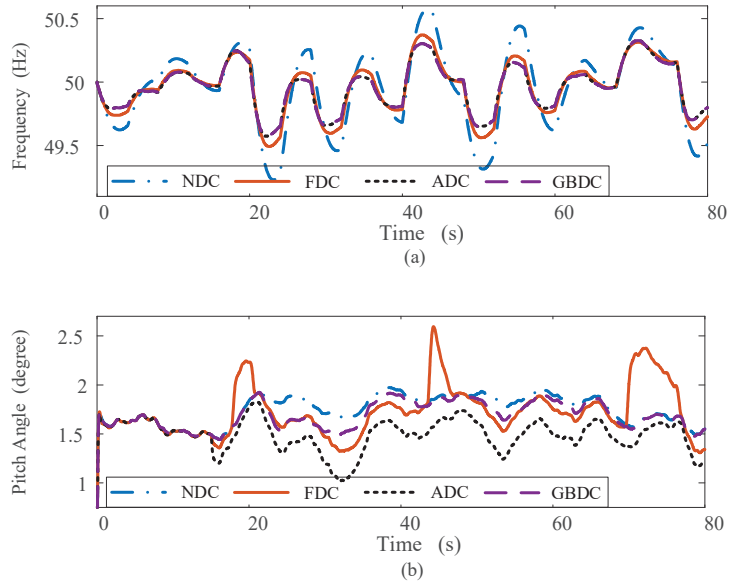 50.5
50
49.5
Frequency (Hz)
NDC FDC ADC GBDC
0 20 40 60 80
Time (s)
(a)
2.5
2
1.5
1
Pitch Angle (degree)
NDC FDC ADC GBDC
0 20 40 60 80
Time (s)
(b)